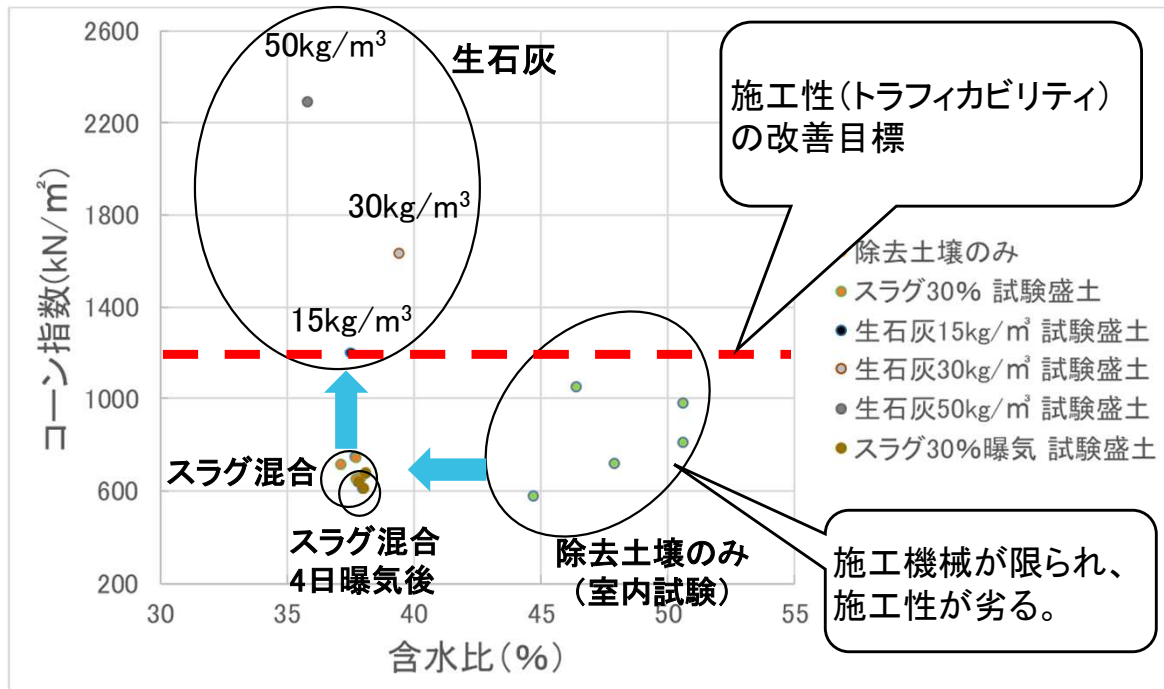 コーン指数(kN/㎡)
2600
2200
1800
1400
1000
600
200
30
35
40
45
50
55
含水比(%)
50kg/m³
生石灰
30kg/m³
15kg/m³
スラグ混合
スラグ混合
4日曝気後
除去土壌のみ
(室内試験)
施工性(トラフィカビリティ)
の改善目標
除去土壌のみ
スラグ30% 試験盛土
生石灰15kg/㎥ 試験盛土
生石灰30kg/㎥ 試験盛土
生石灰50kg/㎥ 試験盛土
スラグ30%曝気 試験盛土
施工機械が限られ、
施工性が劣る。